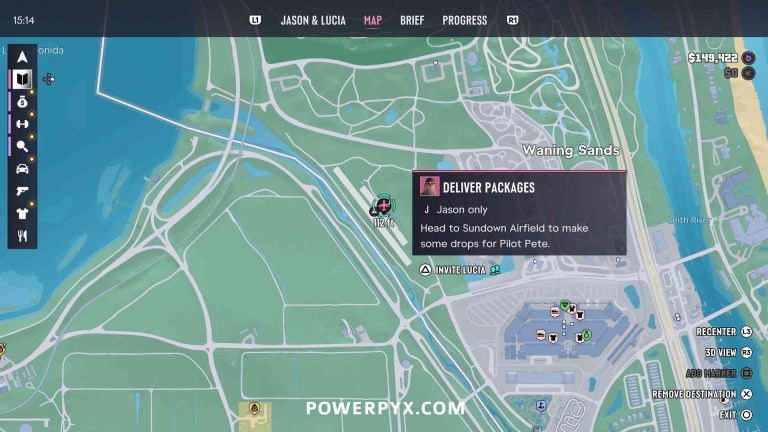 15:14
L1 JASON & LUCIA MAP BRIEF PROGRESS R1
onida
$149,422
$0
Waning Sands
DELIVER PACKAGES
J Jason only
Head to Sundown Airfield to make
some drops for Pilot Pete.
112 ft
Leith River
INVITE LUCIA
RECENTER L3
3D VIEW R3
ADD MARKER
REMOVE DESTINATION
EXIT
POWERPYX.COM